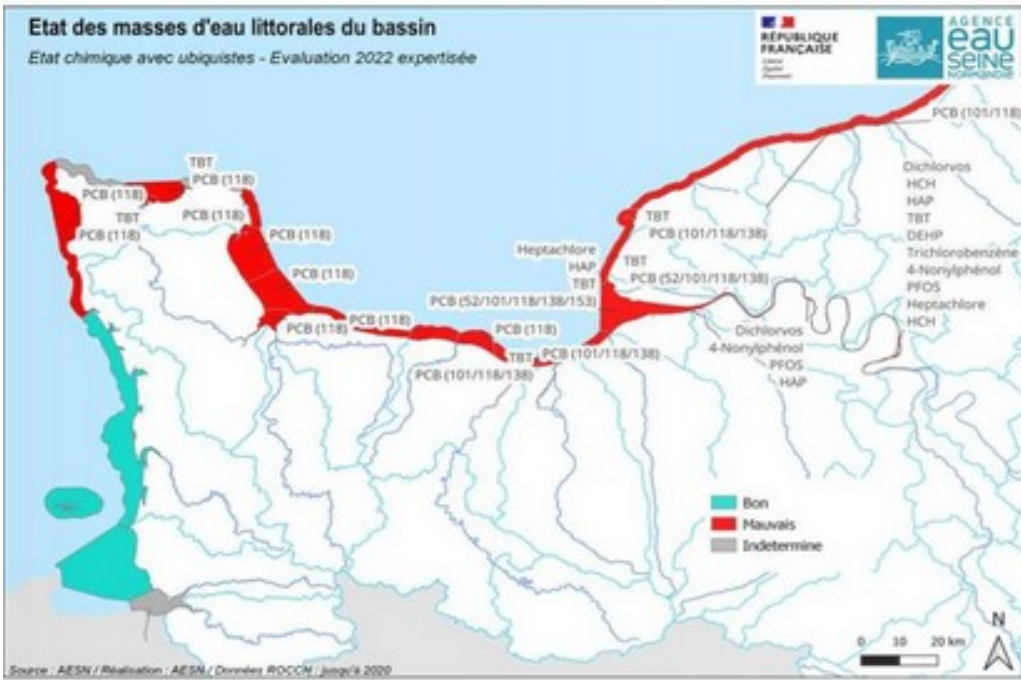 Etat des masses d'eau littorales du bassin
Etat chimique avec ubiquistes - Evaluation 2022 expertisée
RÉPUBLIQUE
FRANÇAISE
AGENCE
eau
SEINE
NORMANDIE
PCB (101/118)
TBT
PCB (118)
PCB (118)
TBT
PCB (118)
PCB (118)
PCB (118)
PCB (118)
PCB (118)
PCB (118)
PCB (118)
TBT
PCB (101/118/138)
PCB (101/118/138)
Heptachlore
HAP
TBT
PCB (52/101/118/138/153)
TBT
PCB (101/118/138)
TBT
PCB (52/101/118/138)
Dichlorvos
HCH
HAP
TBT
DEHP
Trichlorobenzène
4-Nonylphénol
PFOS
Heptachlore
HCH
Dichlorvos
4-Nonylphénol
PFOS
HAP
Bon
Mauvais
Indetermine
N
0 10 20 km
Source : AESN / Réalisation : AESN / Données ROCCH : jusqu'à 2020